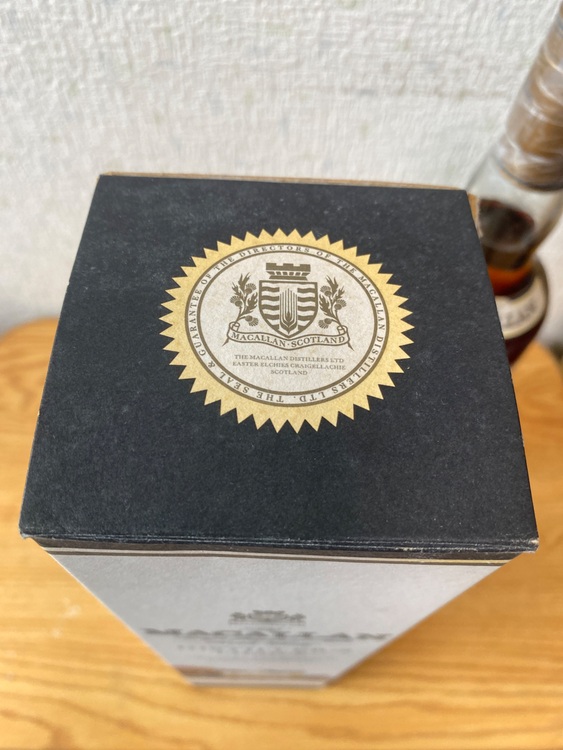 THE SEAL & GUARANTEE OF THE DIRECTORS OF THE MACALLAN DISTILLERS LTD.
MACALLAN·SCOTLAND
THE MACALLAN DISTILLERS LTD
EASTER ELCHIES CRAIGELLACHIE
SCOTLAND
MACALLAN